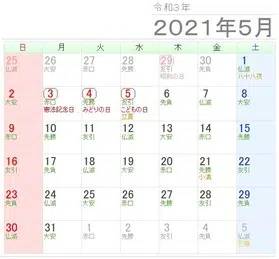 令和3年
2021年5月
日 月 火 水 木 金 土
25 26 27 28 29 30 1
仏滅 大安 赤口 先勝 友引 先負 仏滅
昭和の日 八十八夜
2 3 4 5 6 7 8
大安 赤口 先勝 友引 先負 仏滅 大安
憲法記念日 みどりの日 こどもの日
立夏
9 10 11 12 13 14 15
赤口 先勝 友引 仏滅 大安 赤口 先勝
16 17 18 19 20 21 22
友引 先負 仏滅 大安 赤口 先勝 友引
小満
23 24 25 26 27 28 29
先負 仏滅 大安 赤口 先勝 友引 先負
30 31 1 2 3 4 5
仏滅 大安 赤口 先勝 友引 先負 仏滅